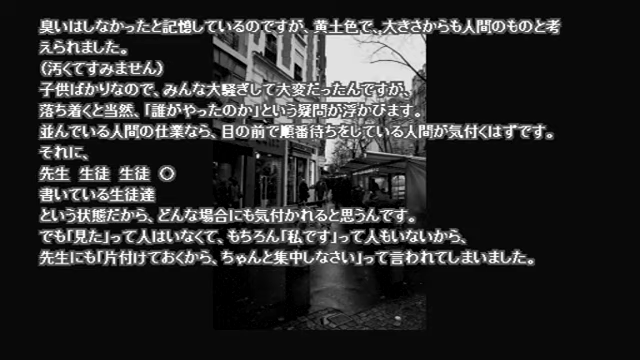 臭いはしなかったと記憶しているのですが、黄土色で、大きさからも人間のものと考
えられました。
（汚くてすみません）
子供ばかりなので、みんな大騒ぎして大変だったんですが、
落ち着くと当然、「誰がやったのか」という疑問が浮かびます。
並んでいる人間の仕業なら、目の前で順番待ちをしている人間が気付くはずです。
それに、
先生　生徒　生徒　〇
書いている生徒達
という状態だから、どんな場合にも気付かれると思うんです。
でも「見た」って人はいなくて、もちろん「私です」って人もいないから、
先生にも「片付けておくから、ちゃんと集中しなさい」って言われてしまいました。